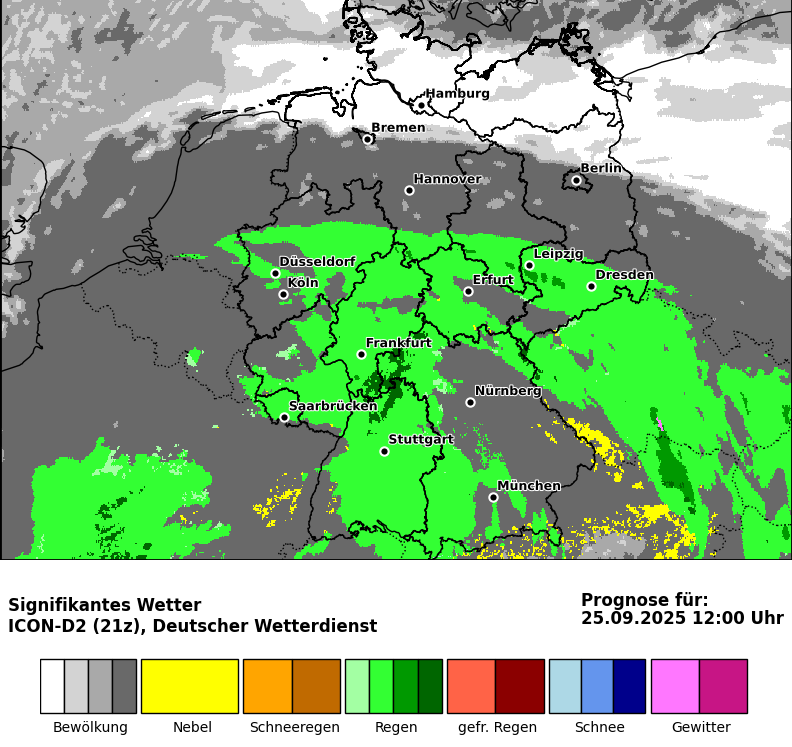 Hamburg
Bremen
Berlin
Hannover
Leipzig
Düsseldorf
Dresden
Köln
Erfurt
Frankfurt
Nürnberg
Saarbrücken
Stuttgart
München
Signifikantes Wetter
ICON-D2 (21z), Deutscher Wetterdienst
Prognose für:
25.09.2025 12:00 Uhr
Bewölkung Nebel Schneeregen Regen gefr. Regen Schnee Gewitter